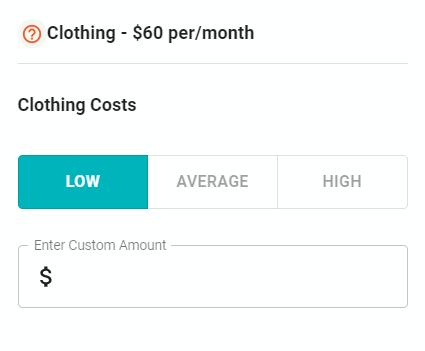 Clothing - $60 per/month
Clothing Costs
LOW AVERAGE HIGH
Enter Custom Amount
$